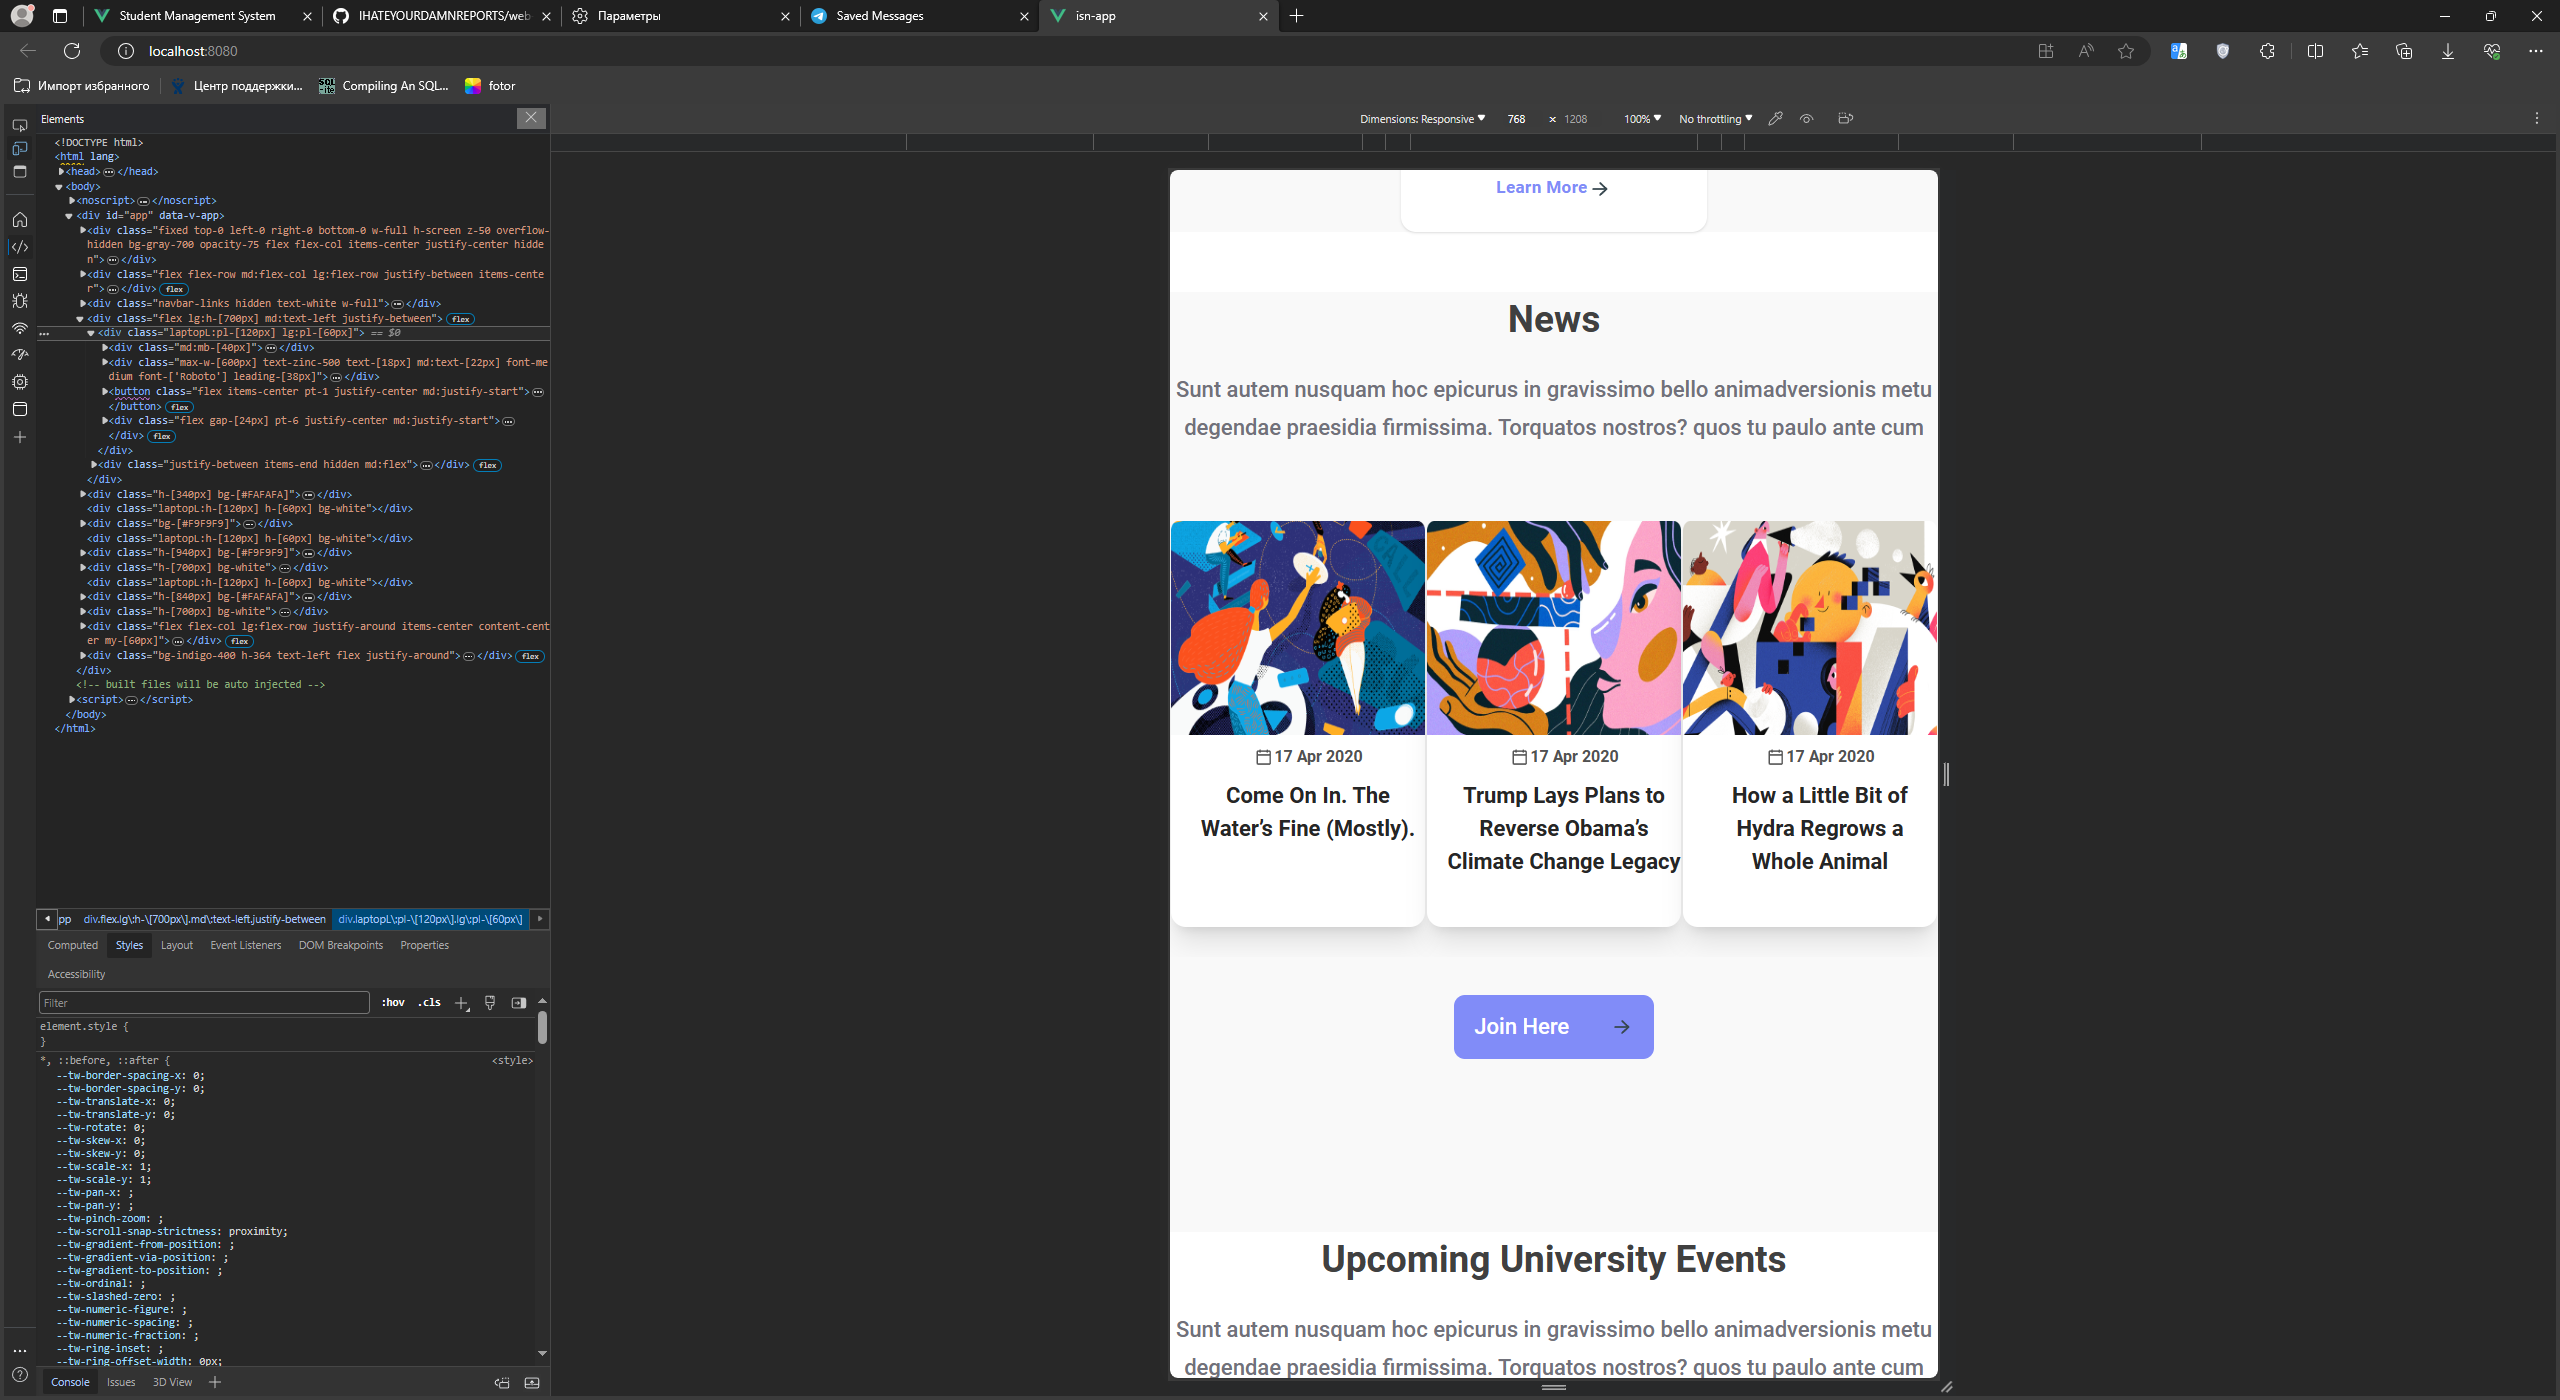 Student Management System
IHATEYOURDAMNREPORTS/web
Параметры
Saved Messages
isn-app
localhost:8080
Импорт избранного
Центр поддержки...
Compiling An SQL...
fotor
Elements
Dimensions: Responsive
768
×
1208
100%
No throttling
<!DOCTYPE html>
<html lang>
<head> </head>
<body>
<noscript> </noscript>
<div id="app" data-v-app>
<div class="fixed top-0 left-0 right-0 bottom-0 w-full h-screen z-50 overflow-
hidden bg-gray-700 opacity-75 flex flex-col items-center justify-center hidde
n"> </div>
<div class="flex flex-row md:flex-col lg:flex-row justify-between items-cente
r"> </div> flex
<div class="navbar-links hidden text-white w-full"> </div>
<div class="flex lg:h-[700px] md:text-left justify-between"> flex
<div class="laptopL:pl-[120px] lg:pl-[60px]"> == $0
<div class="md:mb-[40px]"> </div>
<div class="max-w-[600px] text-zinc-500 text-[18px] md:text-[22px] font-me
dium font-['Roboto'] leading-[38px]"> </div>
<button class="flex items-center pt-1 justify-center md:justify-start">
</button> flex
<div class="flex gap-[24px] pt-6 justify-center md:justify-start">
</div> flex
</div>
<div class="justify-between items-end hidden md:flex"> </div> flex
</div>
<div class="h-[340px] bg-[#FAFAFA]"> </div>
<div class="laptopL:h-[120px] h-[60px] bg-white"></div>
<div class="bg-[#F9F9F9]"> </div>
<div class="laptopL:h-[120px] h-[60px] bg-white"></div>
<div class="h-[940px] bg-[#F9F9F9]"> </div>
<div class="h-[700px] bg-white"> </div>
<div class="laptopL:h-[120px] h-[60px] bg-white"></div>
<div class="h-[840px] bg-[#FAFAFA]"> </div>
<div class="h-[700px] bg-white"> </div>
<div class="flex flex-col lg:flex-row justify-around items-center content-cent
er my-[60px]"> </div> flex
<div class="bg-indigo-400 h-364 text-left flex justify-around"> </div> flex
</div>
<!-- built files will be auto injected -->
<script> </script>
</body>
</html>
pp
div.flex.lg\:h-\[700px\].md\:text-left.justify-between
div.laptopL\:pl-\[120px\].lg\:pl-\[60px\]
Computed
Styles
Layout
Event Listeners
DOM Breakpoints
Properties
Accessibility
Filter
:hov
.cls
element.style {
}
*, ::before, ::after {
<style>
--tw-border-spacing-x: 0;
--tw-border-spacing-y: 0;
--tw-translate-x: 0;
--tw-translate-y: 0;
--tw-rotate: 0;
--tw-skew-x: 0;
--tw-skew-y: 0;
--tw-scale-x: 1;
--tw-scale-y: 1;
--tw-pan-x: ;
--tw-pan-y: ;
--tw-pinch-zoom: ;
--tw-scroll-snap-strictness: proximity;
--tw-gradient-from-position: ;
--tw-gradient-via-position: ;
--tw-gradient-to-position: ;
--tw-ordinal: ;
--tw-slashed-zero: ;
--tw-numeric-figure: ;
--tw-numeric-spacing: ;
--tw-numeric-fraction: ;
--tw-ring-inset: ;
--tw-ring-offset-width: 0px;
Console
Issues
3D View
Learn More
News
Sunt autem nusquam hoc epicurus in gravissimo bello animadversionis metu
degendae praesidia firmissima. Torquatos nostros? quos tu paulo ante cum
17 Apr 2020
Come On In. The
Water’s Fine (Mostly).
17 Apr 2020
Trump Lays Plans to
Reverse Obama’s
Climate Change Legacy
17 Apr 2020
How a Little Bit of
Hydra Regrows a
Whole Animal
Join Here
Upcoming University Events
Sunt autem nusquam hoc epicurus in gravissimo bello animadversionis metu
degendae praesidia firmissima. Torquatos nostros? quos tu paulo ante cum